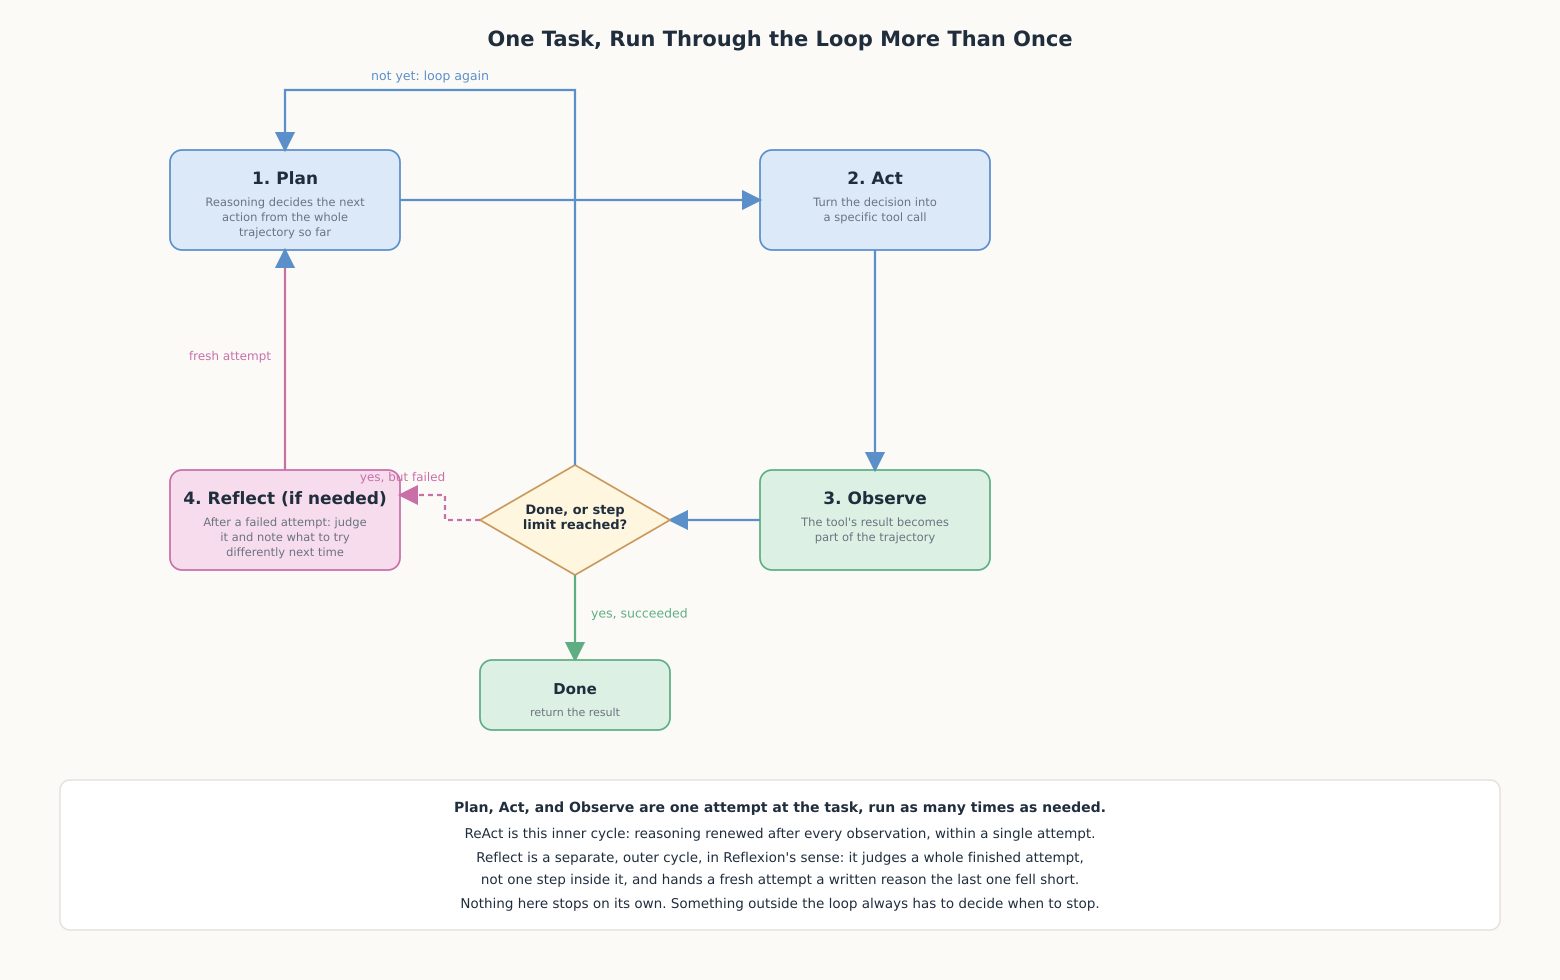 One Task, Run Through the Loop More Than Once
not yet: loop again
1. Plan
Reasoning decides the next
action from the whole
trajectory so far
2. Act
Turn the decision into
a specific tool call
fresh attempt
yes, but failed
4. Reflect (if needed)
After a failed attempt: judge
it and note what to try
differently next time
Done, or step
limit reached?
3. Observe
The tool's result becomes
part of the trajectory
yes, succeeded
Done
return the result
Plan, Act, and Observe are one attempt at the task, run as many times as needed.
ReAct is this inner cycle: reasoning renewed after every observation, within a single attempt.
Reflect is a separate, outer cycle, in Reflexion's sense: it judges a whole finished attempt,
not one step inside it, and hands a fresh attempt a written reason the last one fell short.
Nothing here stops on its own. Something outside the loop always has to decide when to stop.